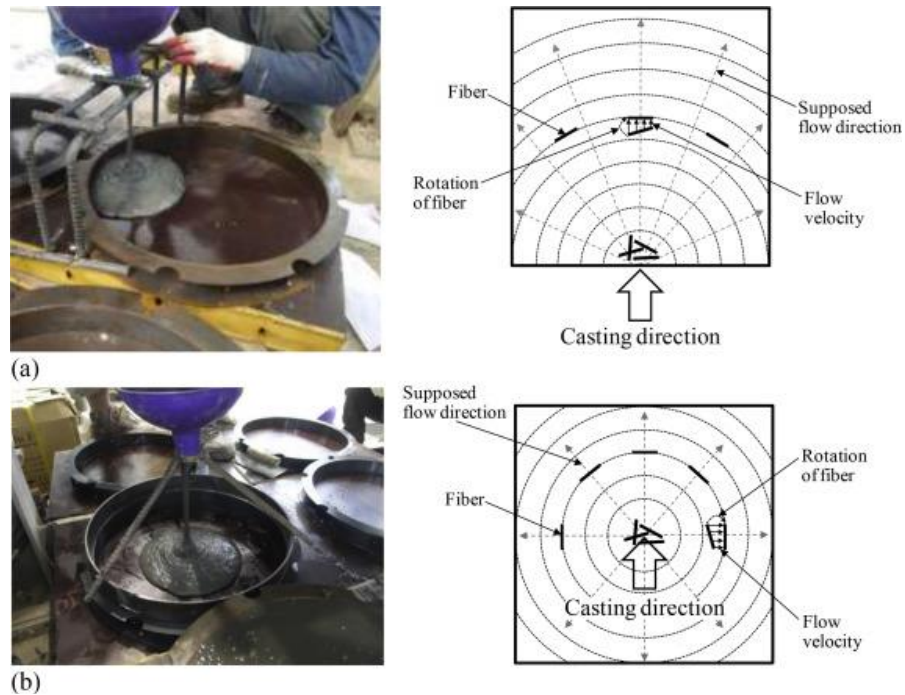 Fiber
Supposed
flow direction
Rotation
of fiber
Flow
velocity
Casting direction
(a)
Supposed
flow direction
Rotation
of fiber
Fiber
Casting direction
Flow
velocity
(b)